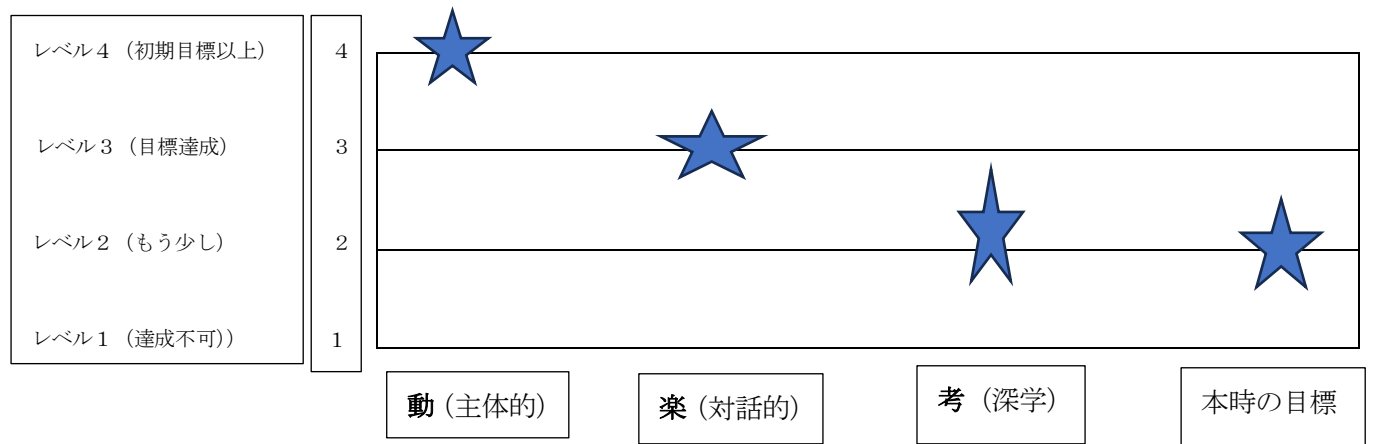 レベル4 (初期目標以上) 4
レベル3 (目標達成) 3
レベル2 (もう少し) 2
レベル1 (達成不可)) 1
動 (主体的) 楽 (対話的) 考 (深学) 本時の目標